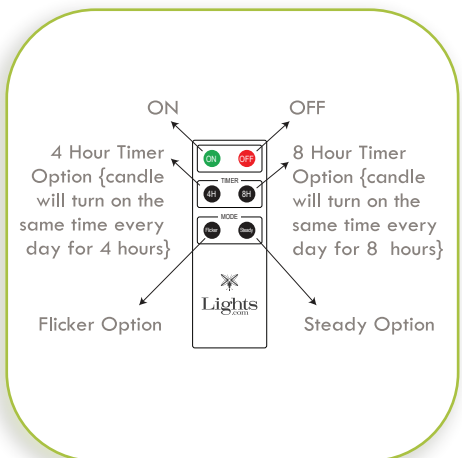 ON
OFF
4 Hour Timer
Option {candle
will turn on the
same time every
day for 4 hours}
8 Hour Timer
Option {candle
will turn on the
same time every
day for 8 hours}
ON OFF
TIMER
4H 8H
MODE
Flicker Steady
Lights
.com
Flicker Option
Steady Option